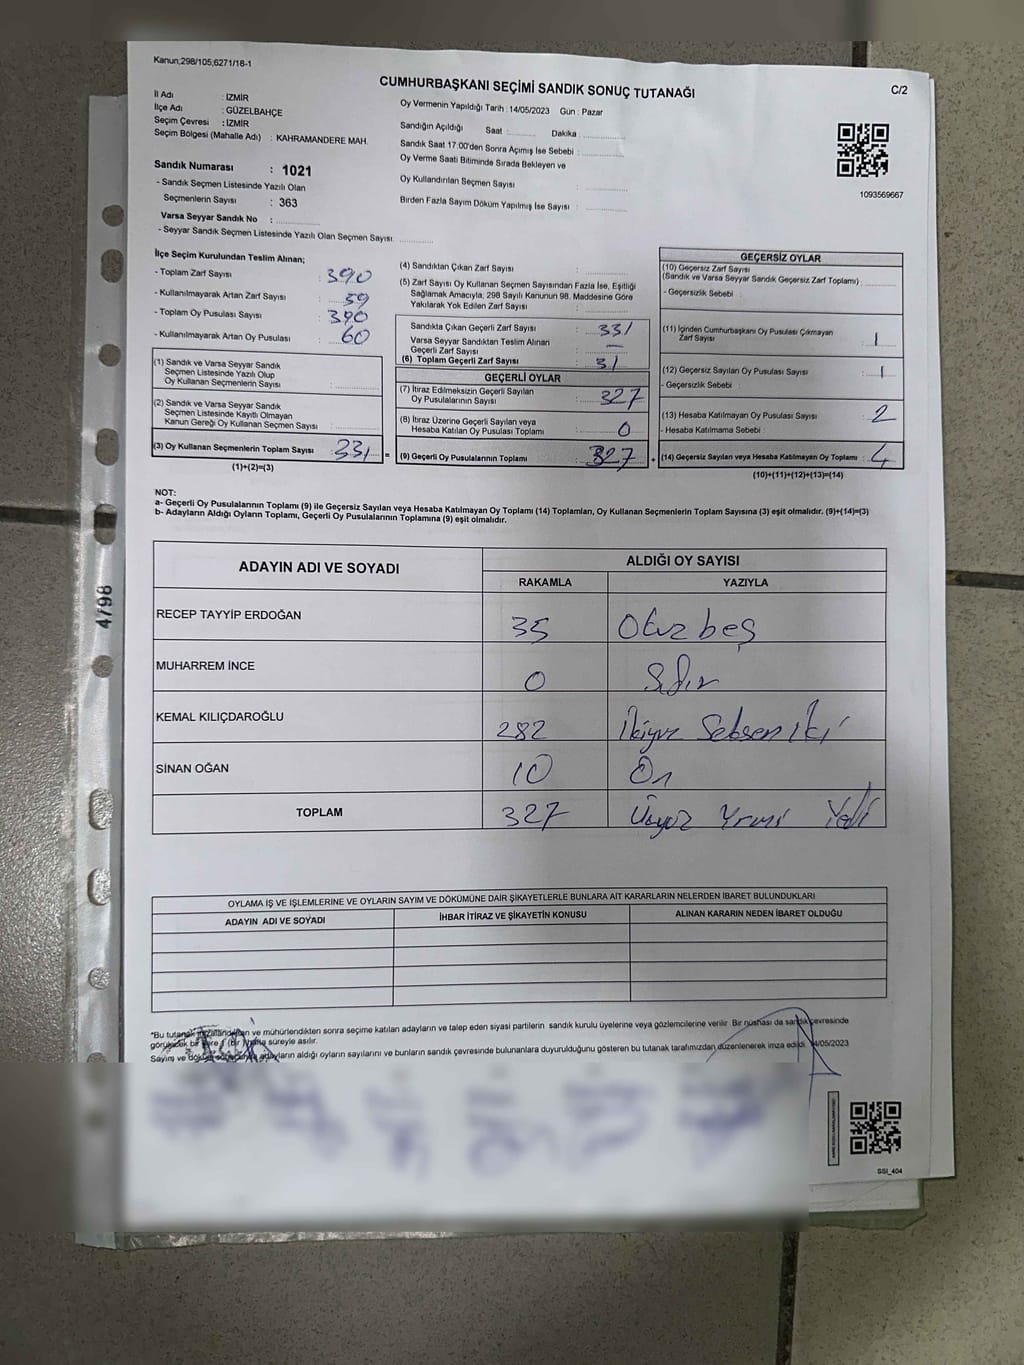 Kanun;298/105;6271/18-1
CUMHURBAŞKANI SEÇİMİ SANDIK SONUÇ TUTANAĞI
C/2
İl Adı : İZMİR
İlçe Adı : GÜZELBAHÇE
Seçim Çevresi : İZMİR
Seçim Bölgesi (Mahalle Adı) : KAHRAMANDERE MAH.
Sandık Numarası : 1021
- Sandık Seçmen Listesinde Yazılı Olan
Seçmenlerin Sayısı : 363
Varsa Seyyar Sandık No :
- Seyyar Sandık Seçmen Listesinde Yazılı Olan Seçmen Sayısı:
Oy Vermenin Yapıldığı Tarih : 14/05/2023 Gün : Pazar
Sandığın Açıldığı Saat : Dakika :
Sandık Saat 17:00'den Sonra Açımış İse Sebebi :
Oy Verme Saati Bitiminde Sırada Bekleyen ve
Oy Kullandırılan Seçmen Sayısı :
Birden Fazla Sayım Döküm Yapılmış İse Sayısı :
1093569667
İlçe Seçim Kurulundan Teslim Alınan;
- Toplam Zarf Sayısı : 390
- Kullanılmayarak Artan Zarf Sayısı : 59
- Toplam Oy Pusulası Sayısı : 390
- Kullanılmayarak Artan Oy Pusulası : 60
(1) Sandık ve Varsa Seyyar Sandık
Seçmen Listesinde Yazılı Olup
Oy Kullanan Seçmenlerin Sayısı :
(2) Sandık ve Varsa Seyyar Sandık
Seçmen Listesinde Kayıtlı Olmayan
Kanun Gereği Oy Kullanan Seçmen Sayısı :
(3) Oy Kullanan Seçmenlerin Toplam Sayısı : 331 =
(1)+(2)=(3)
(4) Sandıktan Çıkan Zarf Sayısı :
(5) Zarf Sayısı Oy Kullanan Seçmen Sayısından Fazla İse, Eşitliği
Sağlamak Amacıyla; 298 Sayılı Kanunun 98. Maddesine Göre
Yakılarak Yok Edilen Zarf Sayısı :
Sandıkta Çıkan Geçerli Zarf Sayısı : 331
Varsa Seyyar Sandıktan Teslim Alınan
Geçerli Zarf Sayısı : —
(6) Toplam Geçerli Zarf Sayısı : 31
GEÇERLİ OYLAR
(7) İtiraz Edilmeksizin Geçerli Sayılan
Oy Pusulalarının Sayısı : 327
(8) İtiraz Üzerine Geçerli Sayılan veya
Hesaba Katılan Oy Pusulası Toplamı : 0
(9) Geçerli Oy Pusulalarının Toplamı : 327 +
GEÇERSİZ OYLAR
(10) Geçersiz Zarf Sayısı
(Sandık ve Varsa Seyyar Sandık Geçersiz Zarf Toplamı) :
- Geçersizlik Sebebi :
(11) İçinden Cumhurbaşkanı Oy Pusulası Çıkmayan
Zarf Sayısı : 1
(12) Geçersiz Sayılan Oy Pusulası Sayısı : 1
- Geçersizlik Sebebi :
(13) Hesaba Katılmayan Oy Pusulası Sayısı : 2
- Hesaba Katılmama Sebebi :
(14) Geçersiz Sayılan veya Hesaba Katılmayan Oy Toplamı : 4
(10)+(11)+(12)+(13)=(14)
NOT:
a- Geçerli Oy Pusulalarının Toplamı (9) ile Geçersiz Sayılan veya Hesaba Katılmayan Oy Toplamı (14) Toplamları, Oy Kullanan Seçmenlerin Toplam Sayısına (3) eşit olmalıdır. (9)+(14)=(3)
b- Adayların Aldığı Oyların Toplamı, Geçerli Oy Pusulalarının Toplamına (9) eşit olmalıdır.
ADAYIN ADI VE SOYADI
ALDIĞI OY SAYISI
RAKAMLA YAZIYLA
RECEP TAYYİP ERDOĞAN 35 Otuz beş
MUHARREM İNCE 0 Sıfır
KEMAL KILIÇDAROĞLU 282 İkiyüz Seksen İki
SİNAN OĞAN 10 On
TOPLAM 327 Üçyüz Yirmi Yedi
OYLAMA İŞ VE İŞLEMLERİNE VE OYLARIN SAYIM VE DÖKÜMÜNE DAİR ŞİKAYETLERLE BUNLARA AİT KARARLARIN NELERDEN İBARET BULUNDUKLARI
ADAYIN ADI VE SOYADI
İHBAR İTİRAZ VE ŞİKAYETİN KONUSU
ALINAN KARARIN NEDEN İBARET OLDUĞU
*Bu tutanak imzalandıktan ve mühürlendikten sonra seçime katılan adayların ve talep eden siyasi partilerin sandık kurulu üyelerine veya gözlemcilerine verilir. Bir nüshası da sandık çevresinde
görülecek bir yere 1 (bir) hafta süreyle asılır.
Sayım ve döküm adayların aldığı oyların sayılarını ve bunların sandık çevresinde bulunanlara duyurulduğunu gösteren bu tutanak tarafımızdan düzenlenerek imza edildi. 14/05/2023
4798
SSI_404